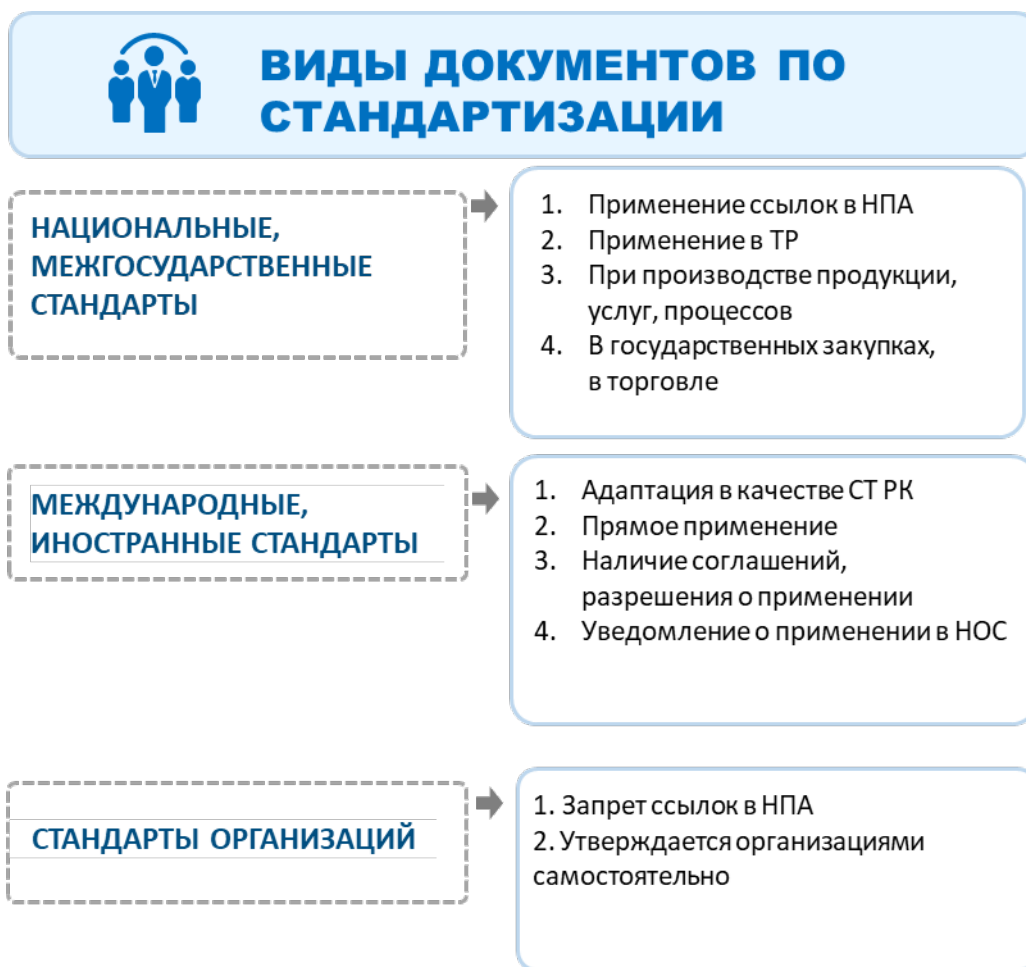 ВИДЫ ДОКУМЕНТОВ ПО
СТАНДАРТИЗАЦИИ
НАЦИОНАЛЬНЫЕ,
МЕЖГОСУДАРСТВЕННЫЕ
СТАНДАРТЫ
1. Применение ссылок в НПА
2. Применение в ТР
3. При производстве продукции,
услуг, процессов
4. В государственных закупках,
в торговле
МЕЖДУНАРОДНЫЕ,
ИНОСТРАННЫЕ СТАНДАРТЫ
1. Адаптация в качестве СТ РК
2. Прямое применение
3. Наличие соглашений,
разрешения о применении
4. Уведомление о применении в НОС
СТАНДАРТЫ ОРГАНИЗАЦИЙ
1. Запрет ссылок в НПА
2. Утверждается организациями
самостоятельно